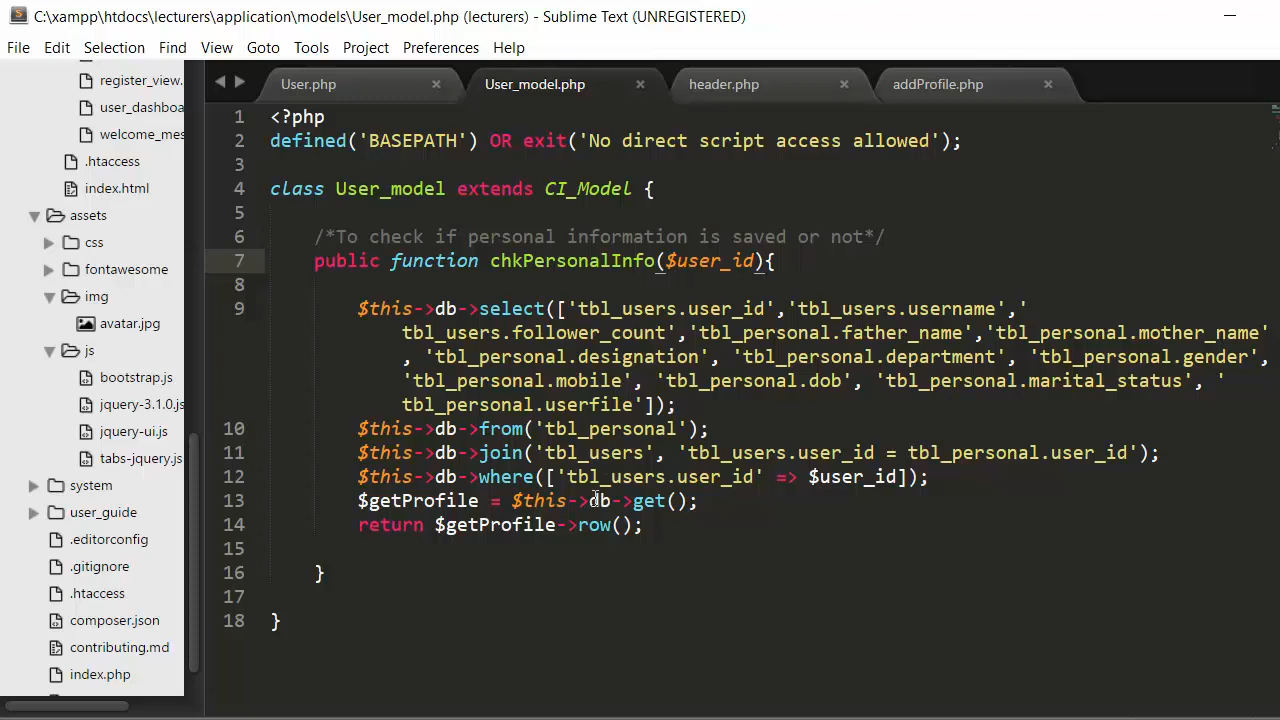 C:\xampp\htdocs\lecturers\application\models\User_model.php (lecturers) - Sublime Text (UNREGISTERED)
File Edit Selection Find View Goto Tools Project Preferences Help
register_view.
user_dashboa
welcome_mes
.htaccess
index.html
assets
css
fontawesome
img
avatar.jpg
js
bootstrap.js
jquery-3.1.0.js
jquery-ui.js
tabs-jquery.js
system
user_guide
.editorconfig
.gitignore
.htaccess
composer.json
contributing.md
index.php
User.php User_model.php header.php addProfile.php
1 <?php
2 defined('BASEPATH') OR exit('No direct script access allowed');
3
4 class User_model extends CI_Model {
5
6 /*To check if personal information is saved or not*/
7 public function chkPersonalInfo($user_id){
8
9 $this->db->select(['tbl_users.user_id','tbl_users.username','
tbl_users.follower_count','tbl_personal.father_name','tbl_personal.mother_name'
, 'tbl_personal.designation', 'tbl_personal.department', 'tbl_personal.gender',
'tbl_personal.mobile', 'tbl_personal.dob', 'tbl_personal.marital_status', '
tbl_personal.userfile']);
10 $this->db->from('tbl_personal');
11 $this->db->join('tbl_users', 'tbl_users.user_id = tbl_personal.user_id');
12 $this->db->where(['tbl_users.user_id' => $user_id]);
13 $getProfile = $this->db->get();
14 return $getProfile->row();
15
16 }
17
18 }